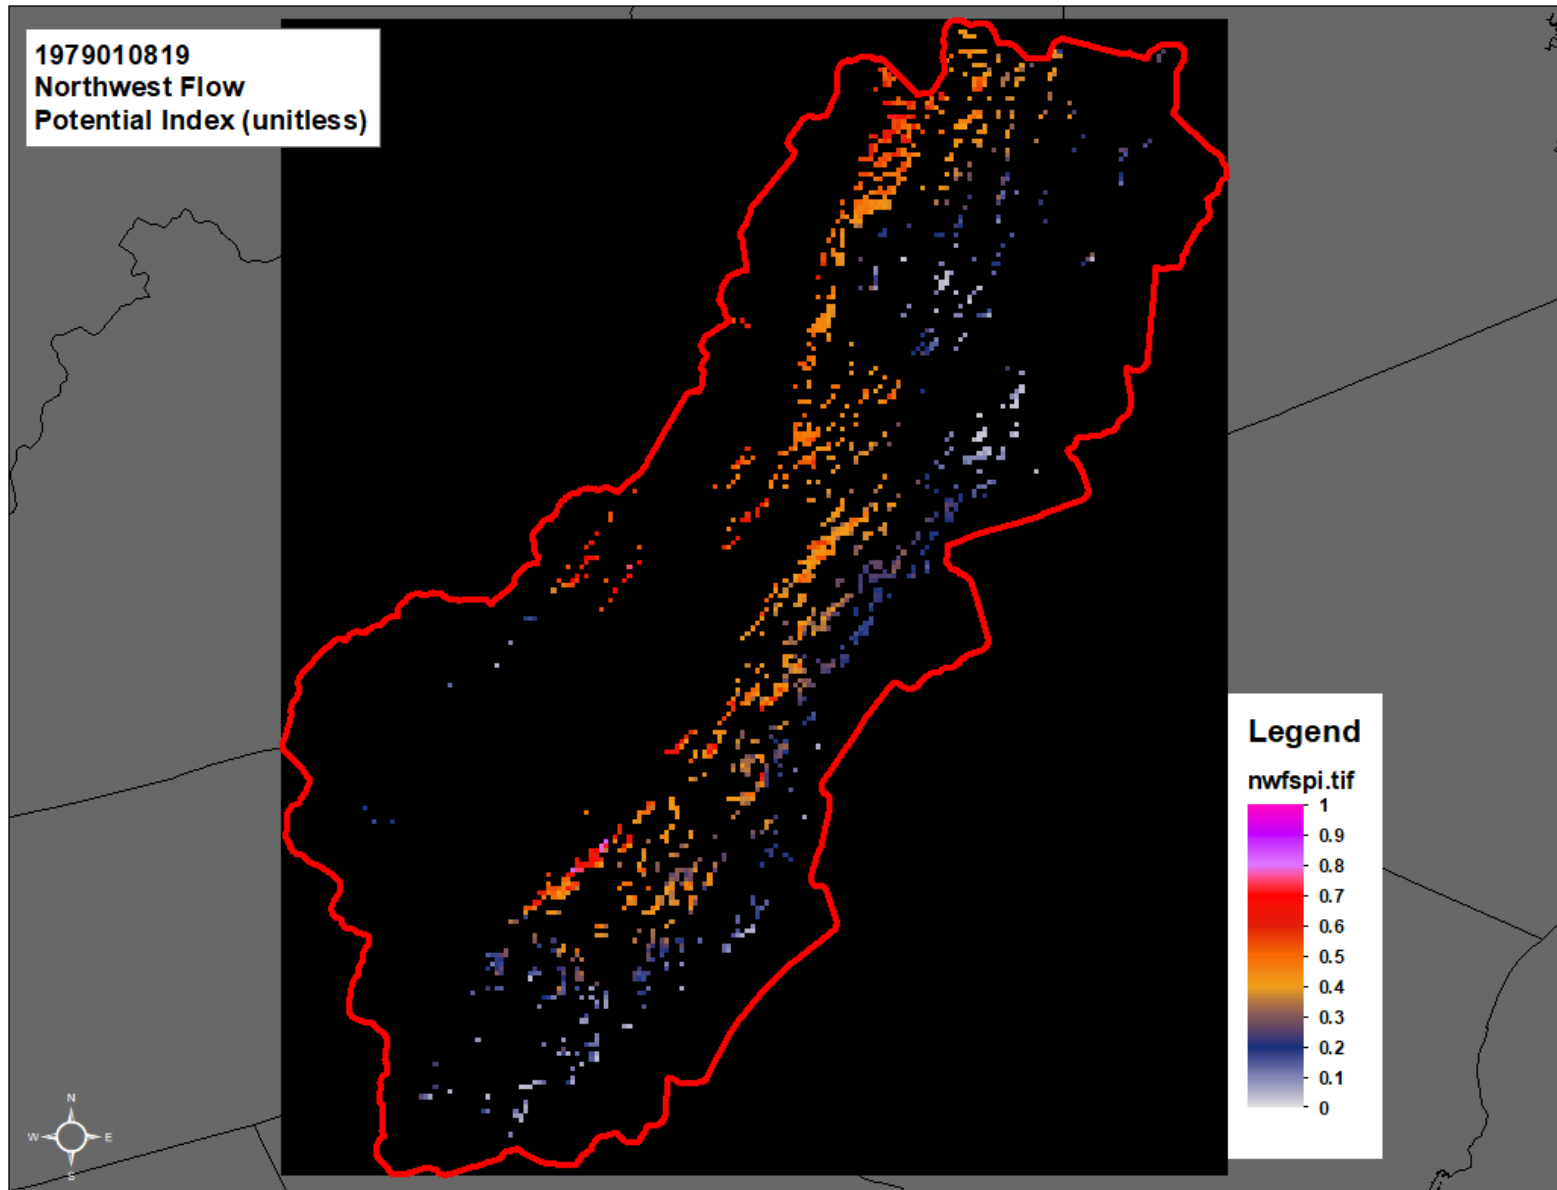 1979010819
Northwest Flow
Potential Index (unitless)
Legend
nwfspi.tif
1
0.9
0.8
0.7
0.6
0.5
0.4
0.3
0.2
0.1
0
N
W
E
S